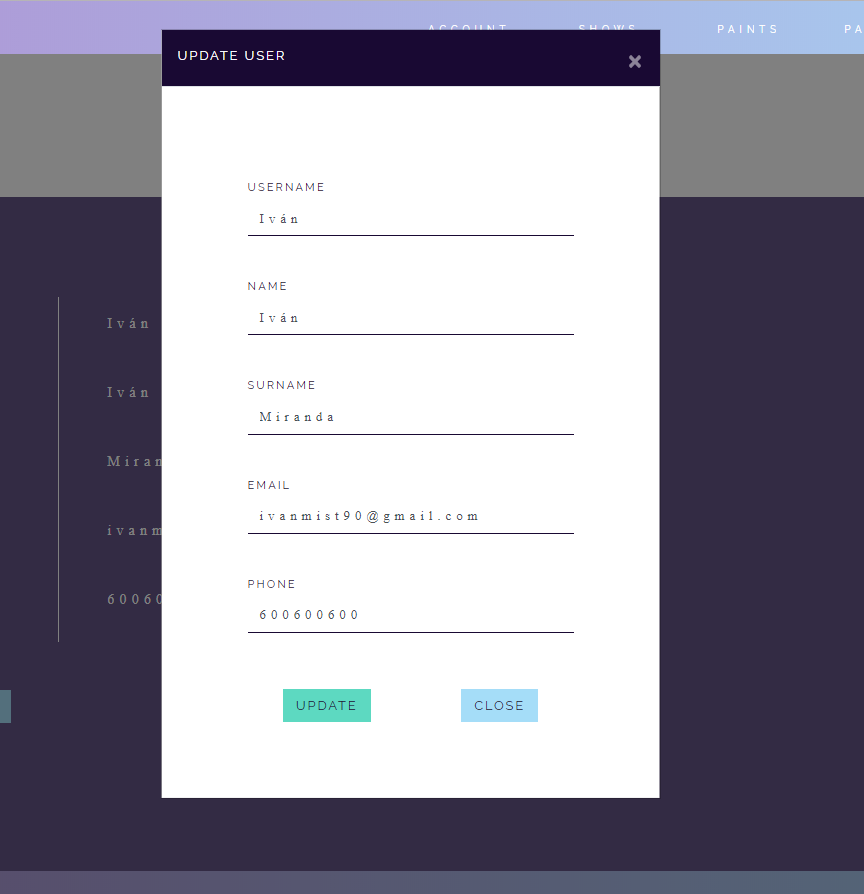 ACCOUNT SHOWS PAINTS
UPDATE USER
×
USERNAME
Iván
NAME
Iván
SURNAME
Miranda
EMAIL
ivanmist90@gmail.com
PHONE
600600600
UPDATE CLOSE
Iván
Iván
Miran
ivanm
60060